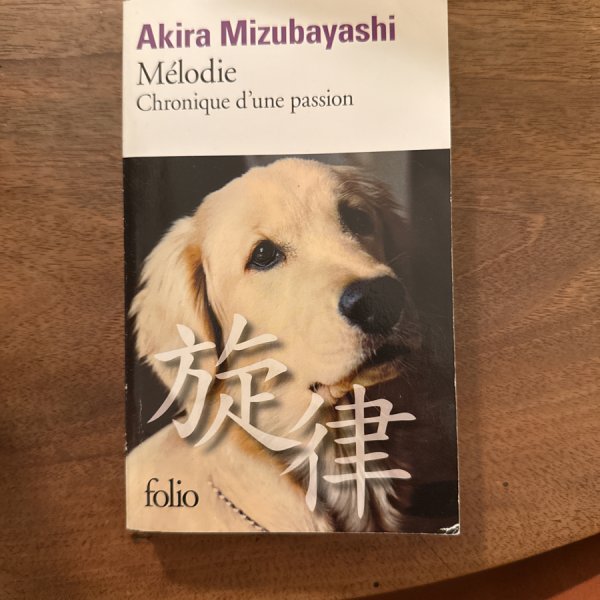 Akira Mizubayashi
Mélodie
Chronique d'une passion
旋律
folio